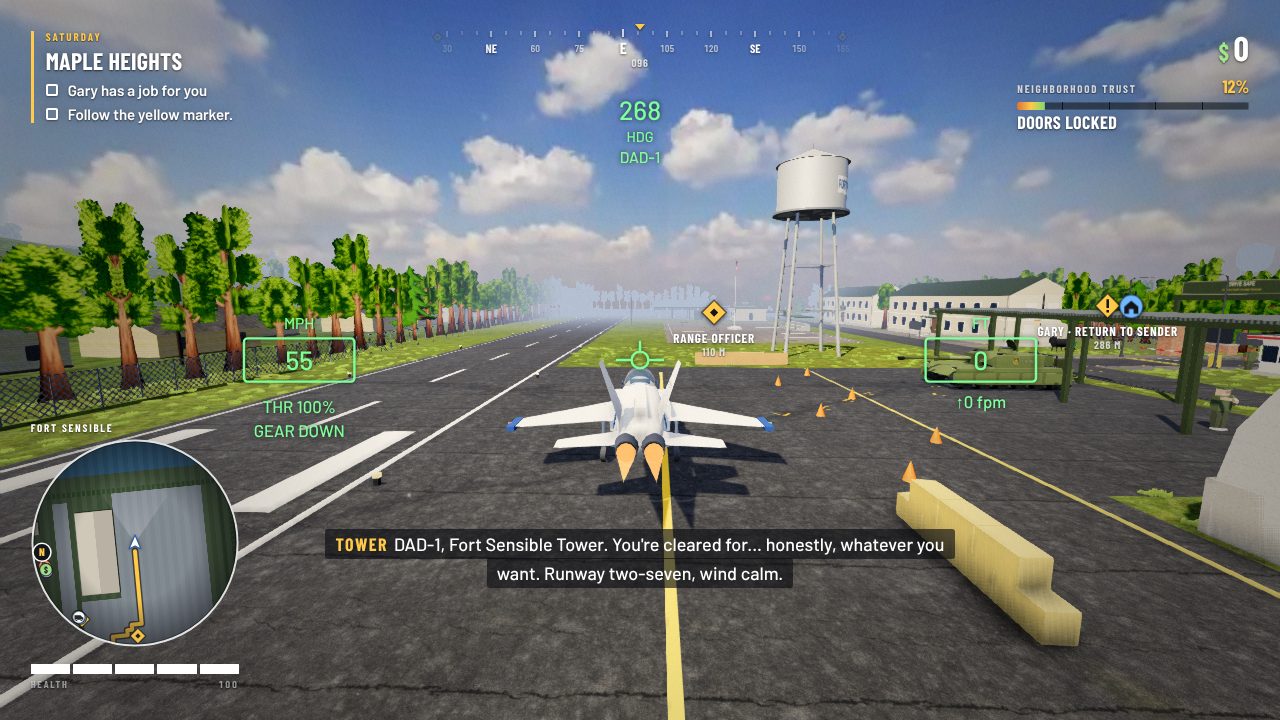 SATURDAY
MAPLE HEIGHTS
Gary has a job for you
Follow the yellow marker.
30 NE 60 75 E 105 120 SE 150 165
096
268
HDG
DAD-1
$0
NEIGHBORHOOD TRUST 12%
DOORS LOCKED
RANGE OFFICER
110 M
GARY · RETURN TO SENDER
286 M
MPH
55
THR 100%
GEAR DOWN
0
↑0 fpm
FORT SENSIBLE
N
$
TOWER DAD-1, Fort Sensible Tower. You're cleared for... honestly, whatever you
want. Runway two-seven, wind calm.
HEALTH 100